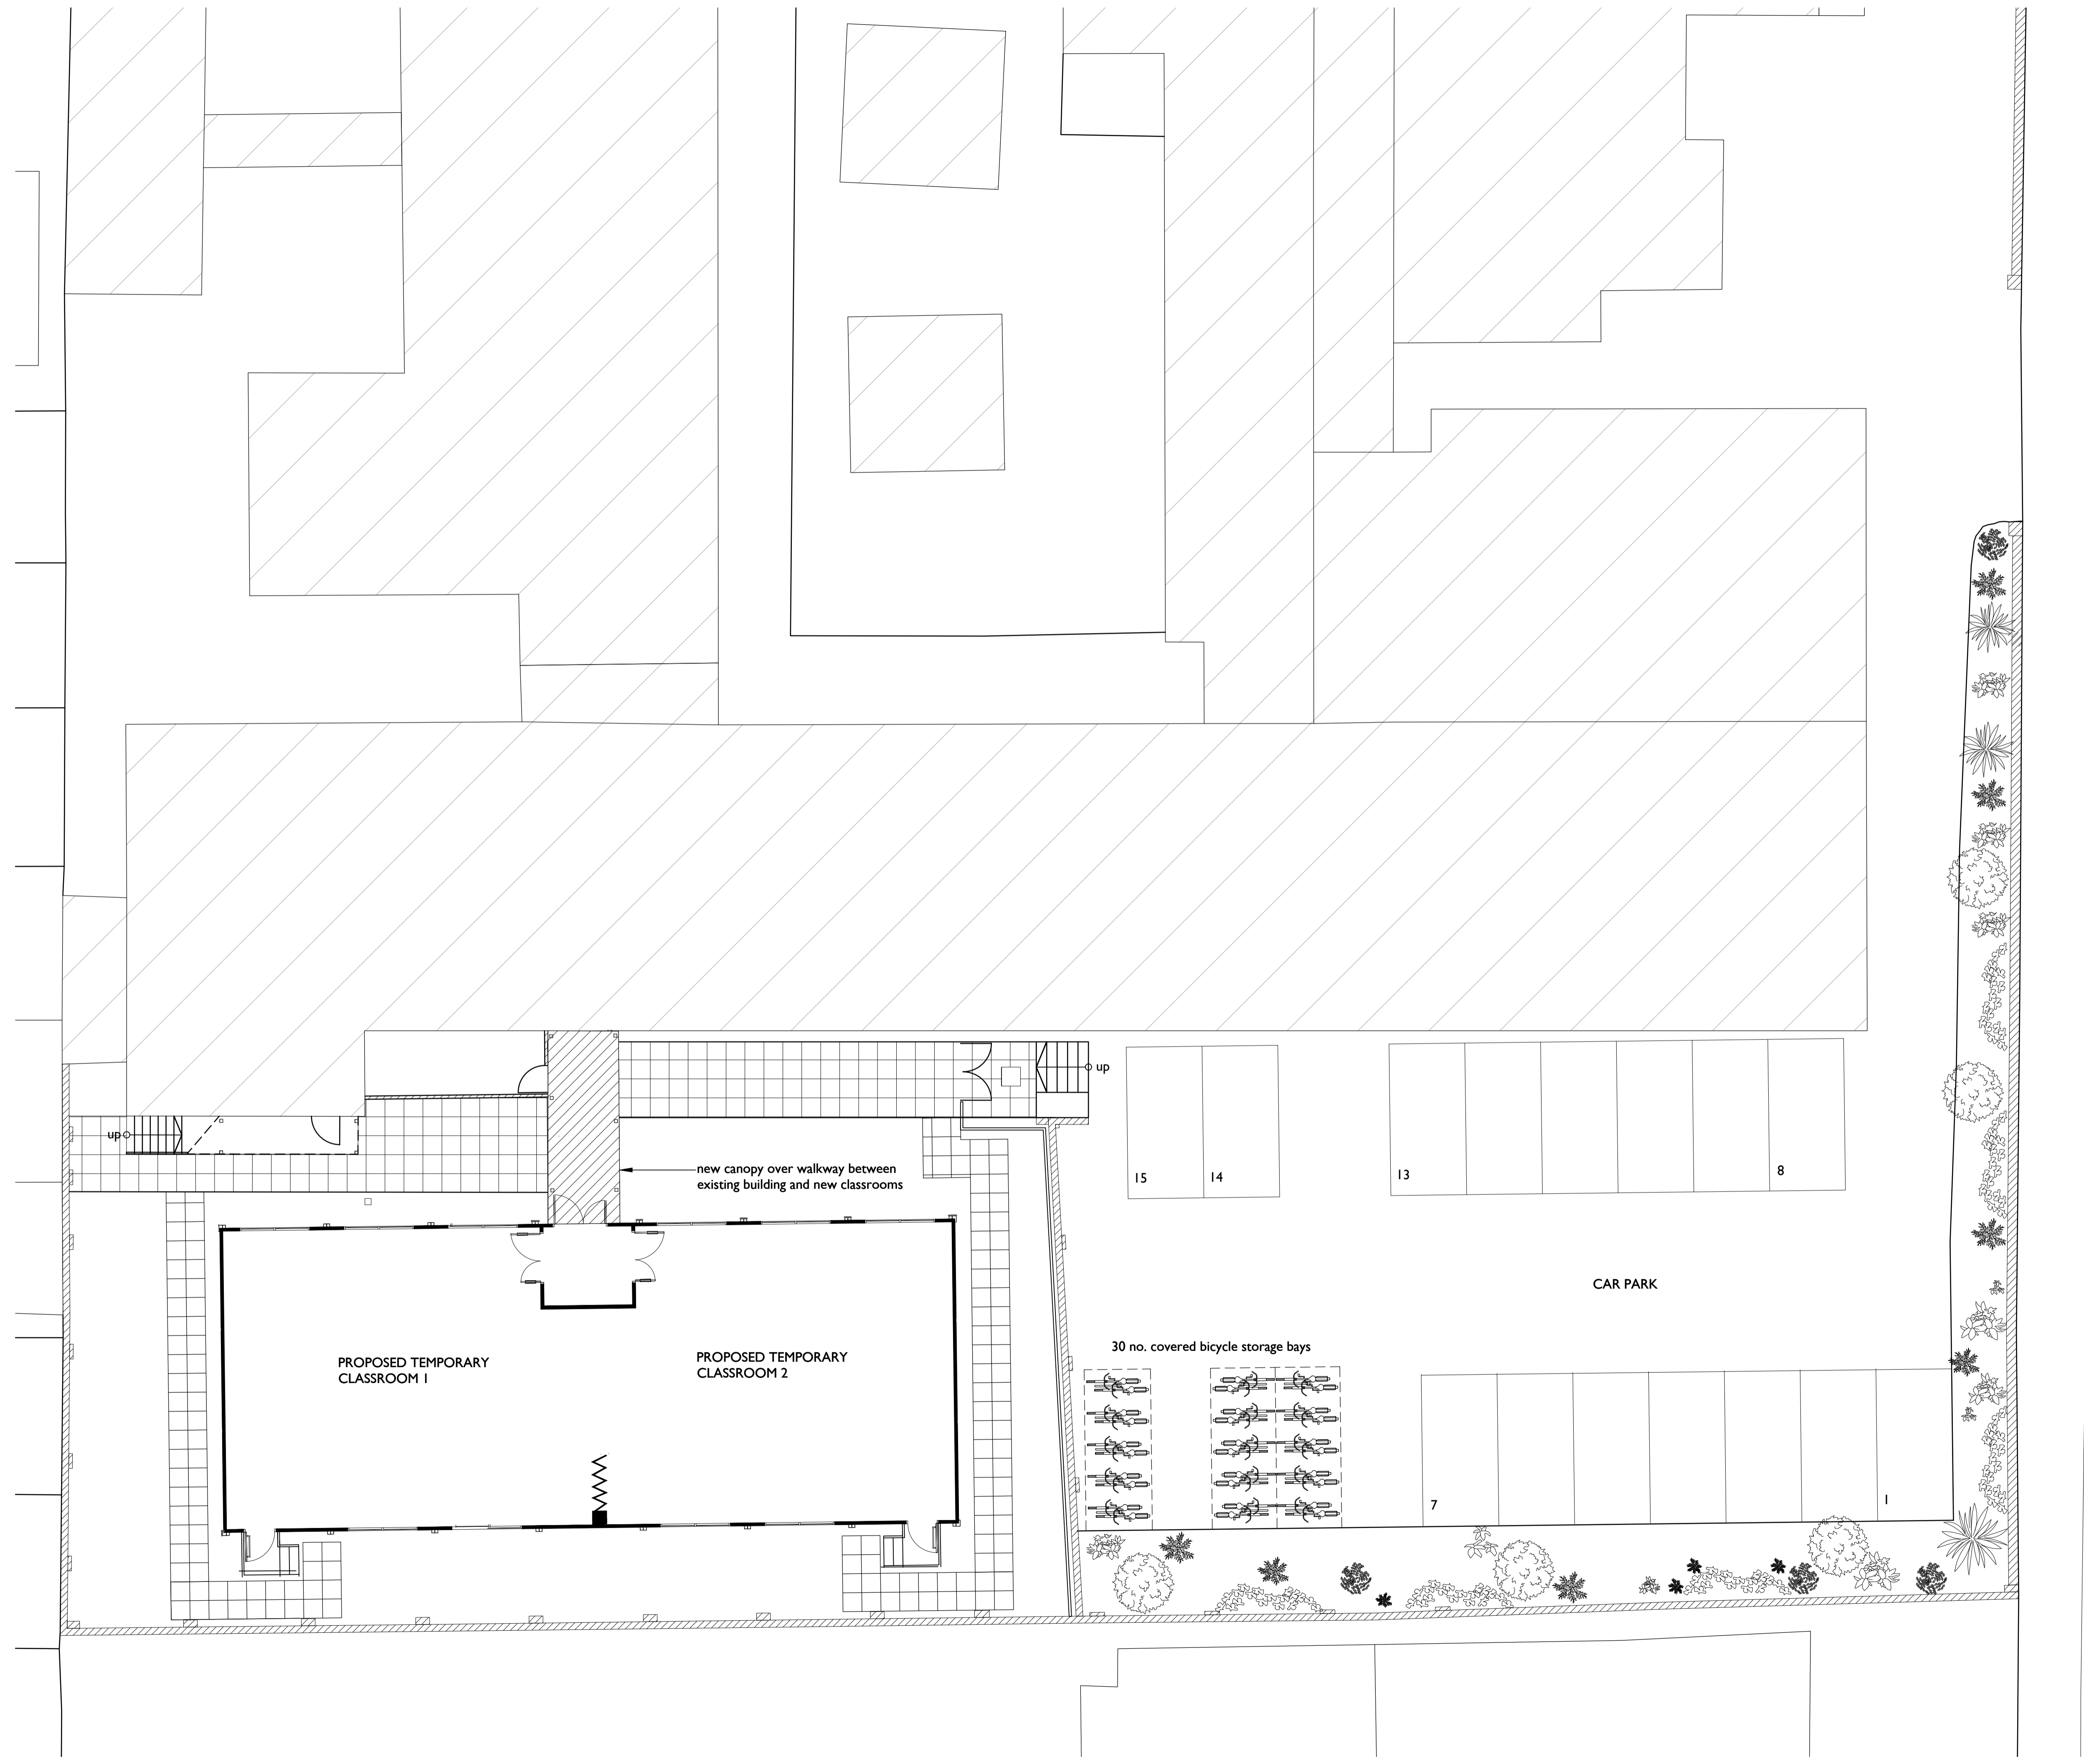 up
up
new canopy over walkway between
existing building and new classrooms
15
14
13
8
CAR PARK
30 no. covered bicycle storage bays
PROPOSED TEMPORARY
CLASSROOM 1
PROPOSED TEMPORARY
CLASSROOM 2
7
1